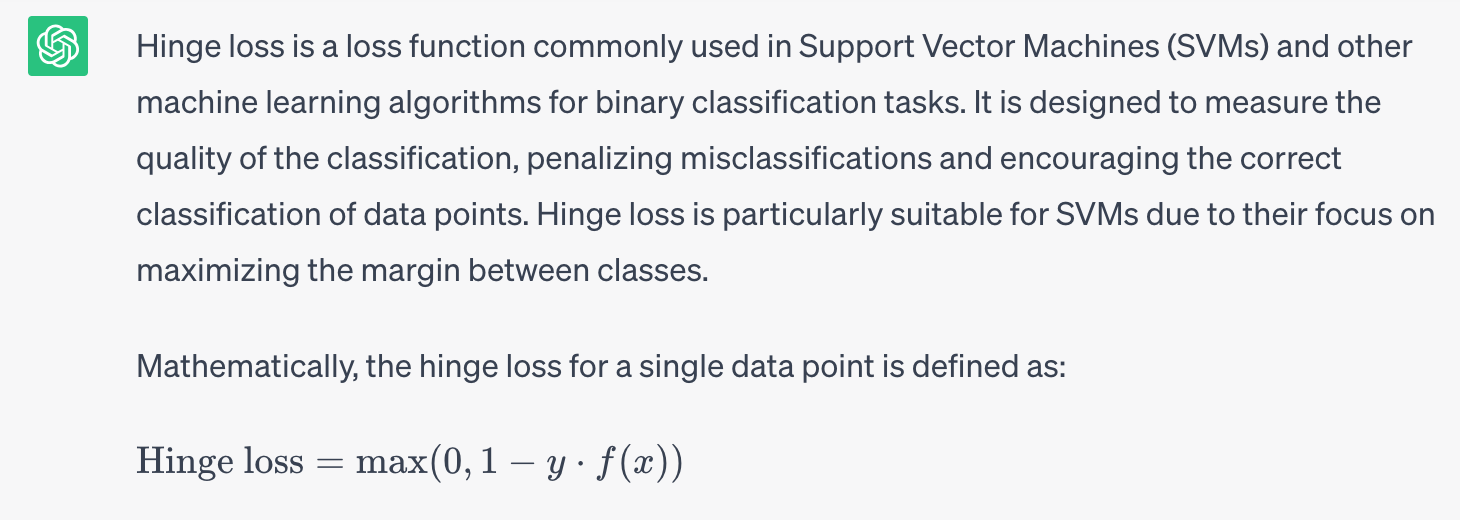 Hinge loss is a loss function commonly used in Support Vector Machines (SVMs) and other
machine learning algorithms for binary classification tasks. It is designed to measure the
quality of the classification, penalizing misclassifications and encouraging the correct
classification of data points. Hinge loss is particularly suitable for SVMs due to their focus on
maximizing the margin between classes.
Mathematically, the hinge loss for a single data point is defined as:
Hinge loss = max(0, 1 − y · f(x))